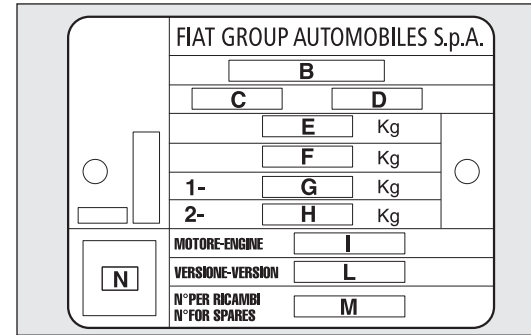 FIAT GROUP AUTOMOBILES S.p.A.
B
C D
E Kg
F Kg
1- G Kg
2- H Kg
MOTORE-ENGINE I
VERSIONE-VERSION L
N°PER RICAMBI
N°FOR SPARES M
N